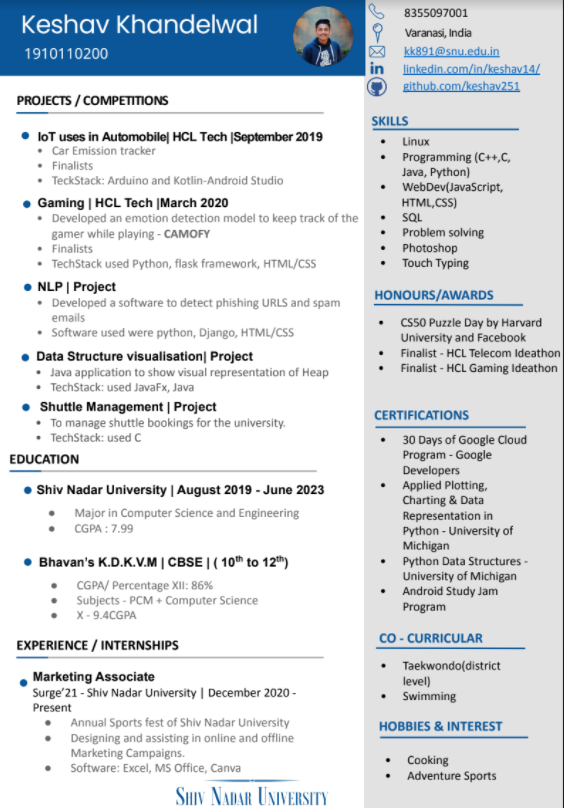 Keshav Khandelwal
1910110200
PROJECTS / COMPETITIONS
IoT uses in Automobile| HCL Tech |September 2019
Car Emission tracker
Finalists
TeckStack: Arduino and Kotlin-Android Studio
Gaming | HCL Tech |March 2020
Developed an emotion detection model to keep track of the
gamer while playing - CAMOFY
Finalists
TechStack used Python, flask framework, HTML/CSS
NLP | Project
Developed a software to detect phishing URLS and spam
emails
Software used were python, Django, HTML/CSS
Data Structure visualisation| Project
Java application to show visual representation of Heap
TechStack: used JavaFx, Java
Shuttle Management | Project
To manage shuttle bookings for the university.
TechStack: used C
EDUCATION
Shiv Nadar University | August 2019 - June 2023
Major in Computer Science and Engineering
CGPA : 7.99
Bhavan's K.D.K.V.M | CBSE | ( 10th to 12th)
CGPA/ Percentage XII: 86%
Subjects - PCM + Computer Science
X - 9.4CGPA
EXPERIENCE / INTERNSHIPS
Marketing Associate
Surge'21 - Shiv Nadar University | December 2020 -
Present
Annual Sports fest of Shiv Nadar University
Designing and assisting in online and offline
Marketing Campaigns.
Software: Excel, MS Office, Canva
SHIV NADAR UNIVERSITY
8355097001
Varanasi, India
kk891@snu.edu.in
in linkedin.com/in/keshav14/
github.com/keshav251
SKILLS
Linux
Programming (C++,C,
Java, Python)
WebDev(JavaScript,
HTML,CSS)
SQL
Problem solving
Photoshop
Touch Typing
HONOURS/AWARDS
CS50 Puzzle Day by Harvard
University and Facebook
Finalist - HCL Telecom Ideathon
Finalist - HCL Gaming Ideathon
CERTIFICATIONS
30 Days of Google Cloud
Program - Google
Developers
Applied Plotting,
Charting & Data
Representation in
Python - University of
Michigan
Python Data Structures -
University of Michigan
Android Study Jam
Program
CO - CURRICULAR
Taekwondo(district
level)
Swimming
HOBBIES & INTEREST
Cooking
Adventure Sports